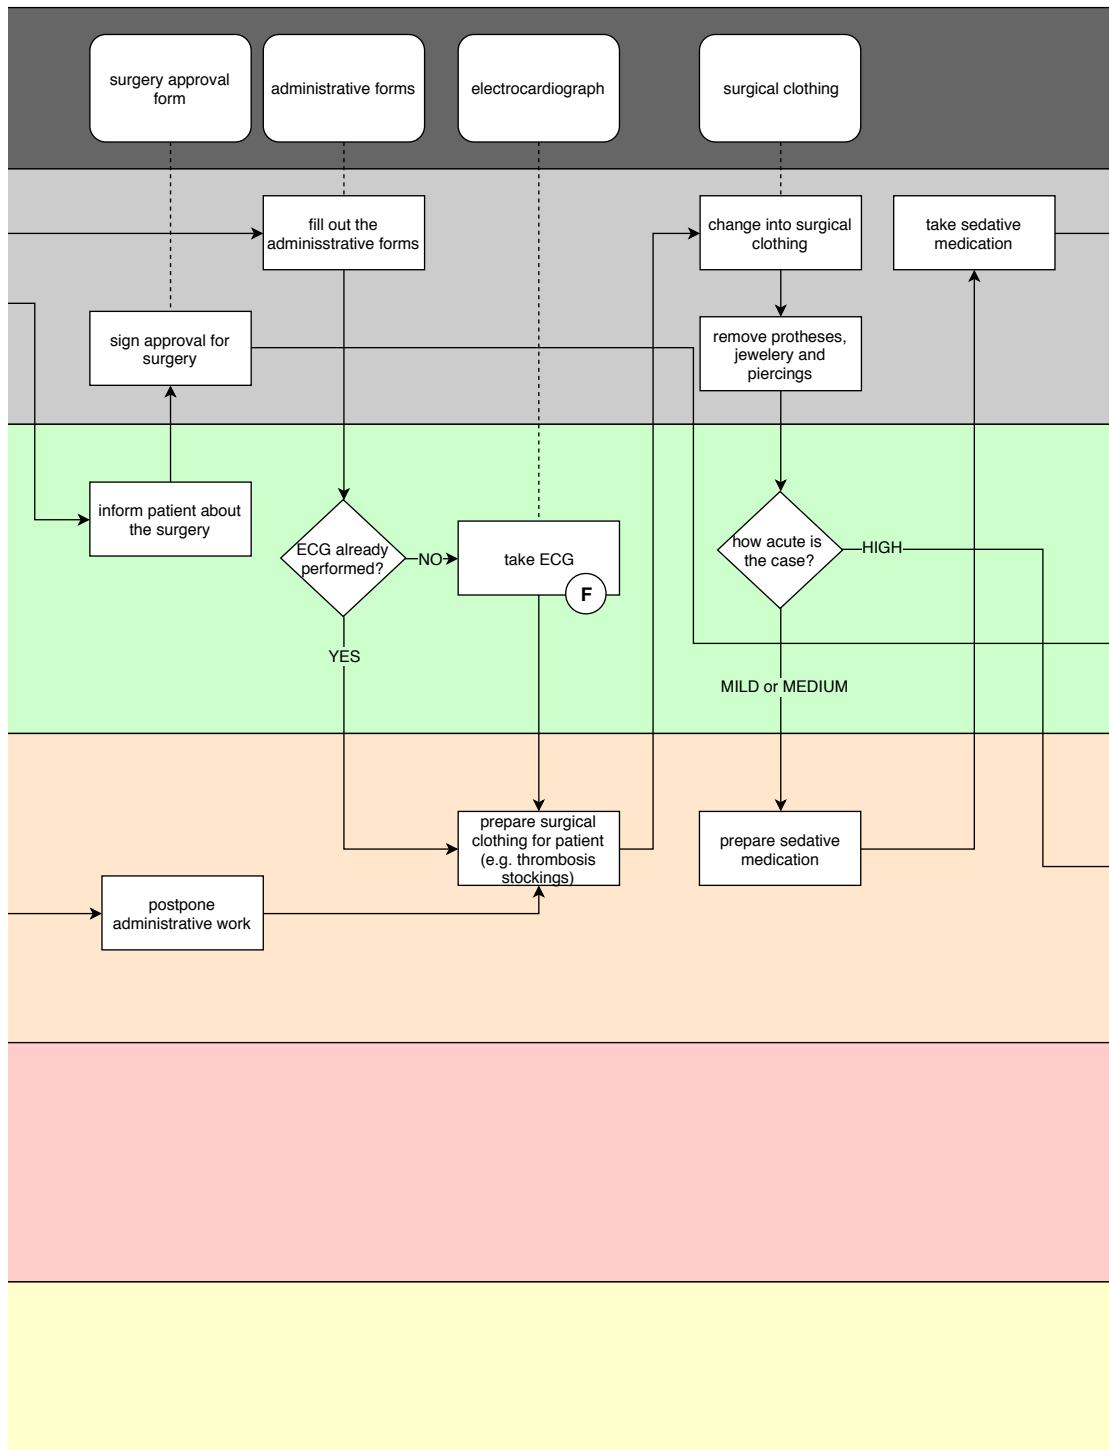 surgery approval
form
administrative forms
electrocardiograph
surgical clothing
fill out the
adminisstrative forms
change into surgical
clothing
take sedative
medication
sign approval for
surgery
remove protheses,
jewelery and
piercings
inform patient about
the surgery
ECG already
performed?
NO
take ECG
F
how acute is
the case?
HIGH
YES
MILD or MEDIUM
prepare surgical
clothing for patient
(e.g. thrombosis
stockings)
prepare sedative
medication
postpone
administrative work